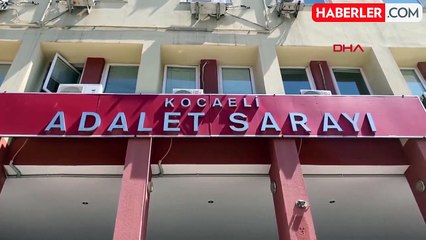 HABERLER.COM
DHA
KOCAELİ
ADALET SARAYI